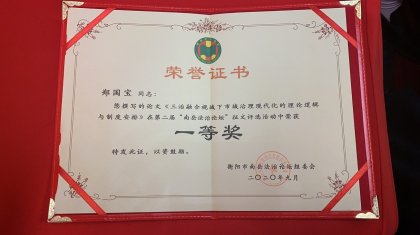 荣誉证书
郑国宝 同志：
您撰写的论文《三治融合视域下市域治理现代化的理论逻辑
与制度安排》在第二届“南岳法治论坛”征文评选活动中荣获
一等奖
特发此证，以资鼓励。
衡阳市南岳法治论坛组委会
二〇二〇年九月